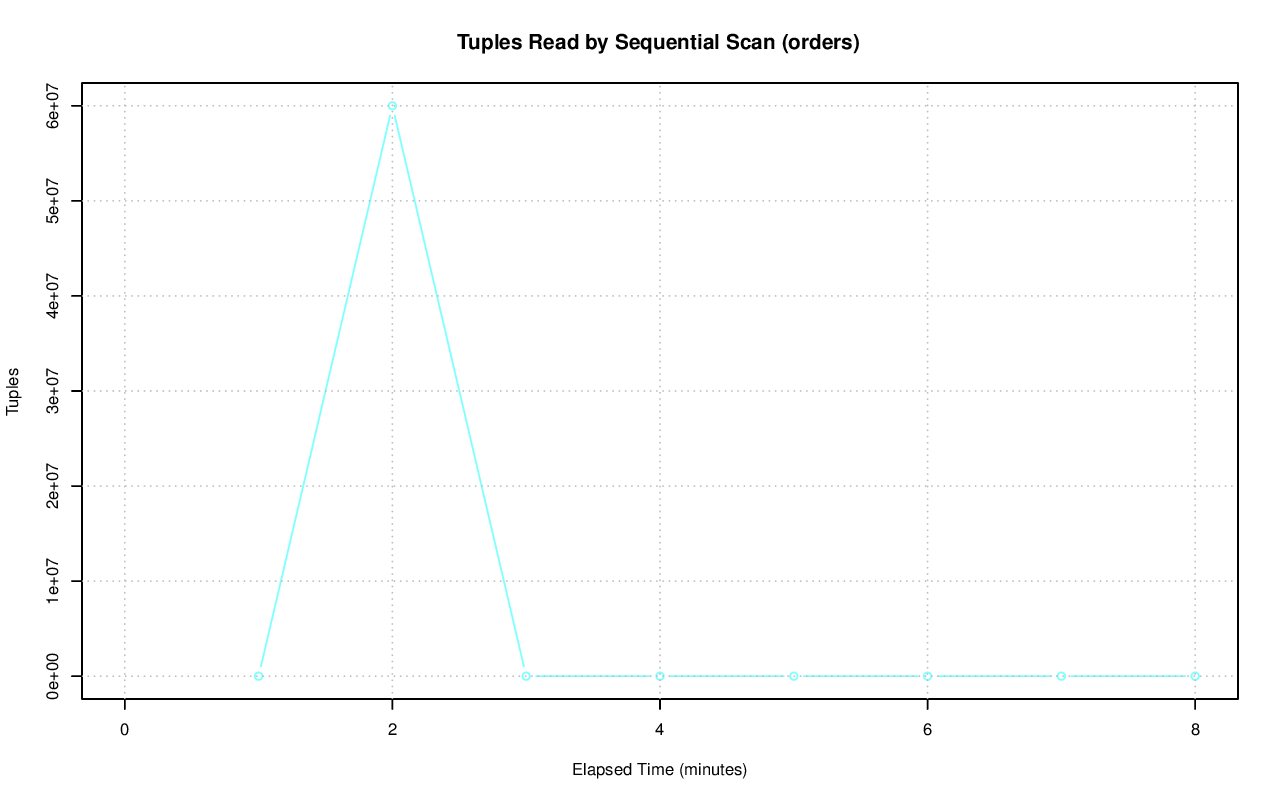 Tuples Read by Sequential Scan (orders)
6e+07
5e+07
4e+07
3e+07
2e+07
1e+07
0e+00
Tuples
0 2 4 6 8
Elapsed Time (minutes)